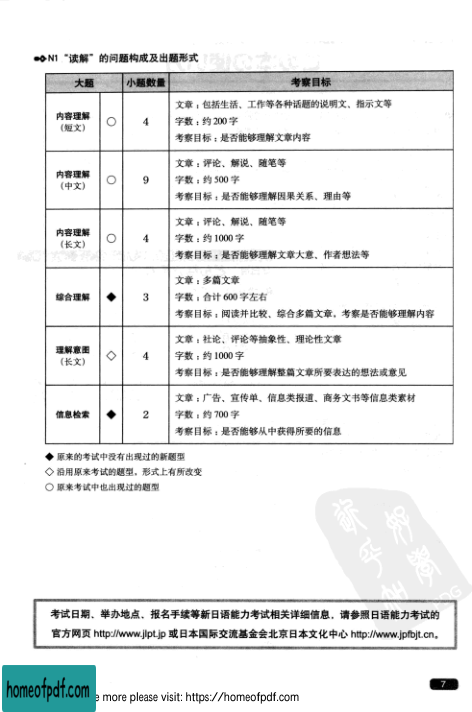 N1“读解”的问题构成及出题形式
大题 小题数量 考察目标
内容理解
（短文）
○ 4
文章：包括生活、工作等各种话题的说明文、指示文等
字数：约 200 字
考察目标：是否能够理解文章内容
内容理解
（中文）
○ 9
文章：评论、解说、随笔等
字数：约 500 字
考察目标：是否能够理解因果关系、理由等
内容理解
（长文）
○ 4
文章：评论、解说、随笔等
字数：约 1000 字
考察目标：是否能够理解文章大意、作者想法等
综合理解 ◆ 3
文章：多篇文章
字数：合计 600 字左右
考察目标：阅读并比较、综合多篇文章，考察是否能够理解内容
理解意图
（长文）
◇ 4
文章：社论、评论等抽象性、理论性文章
字数：约 1000 字
考察目标：是否能够理解整篇文章所要表达的想法或意见
信息检索 ◆ 2
文章：广告、宣传单、信息类报道、商务文书等信息类素材
字数：约 700 字
考察目标：是否能够从中获得所要的信息
◆ 原来的考试中没有出现过的新题型
◇ 沿用原来考试的题型，形式上有所改变
○ 原来考试中也出现过的题型
考试日期、举办地点、报名手续等新日语能力考试相关详细信息，请参照日语能力考试的
官方网页 http://www.jlpt.jp 或日本国际交流基金会北京日本文化中心 http://www.jpfbjt.cn。
7
homeofpdf.com
e more please visit: https://homeofpdf.com